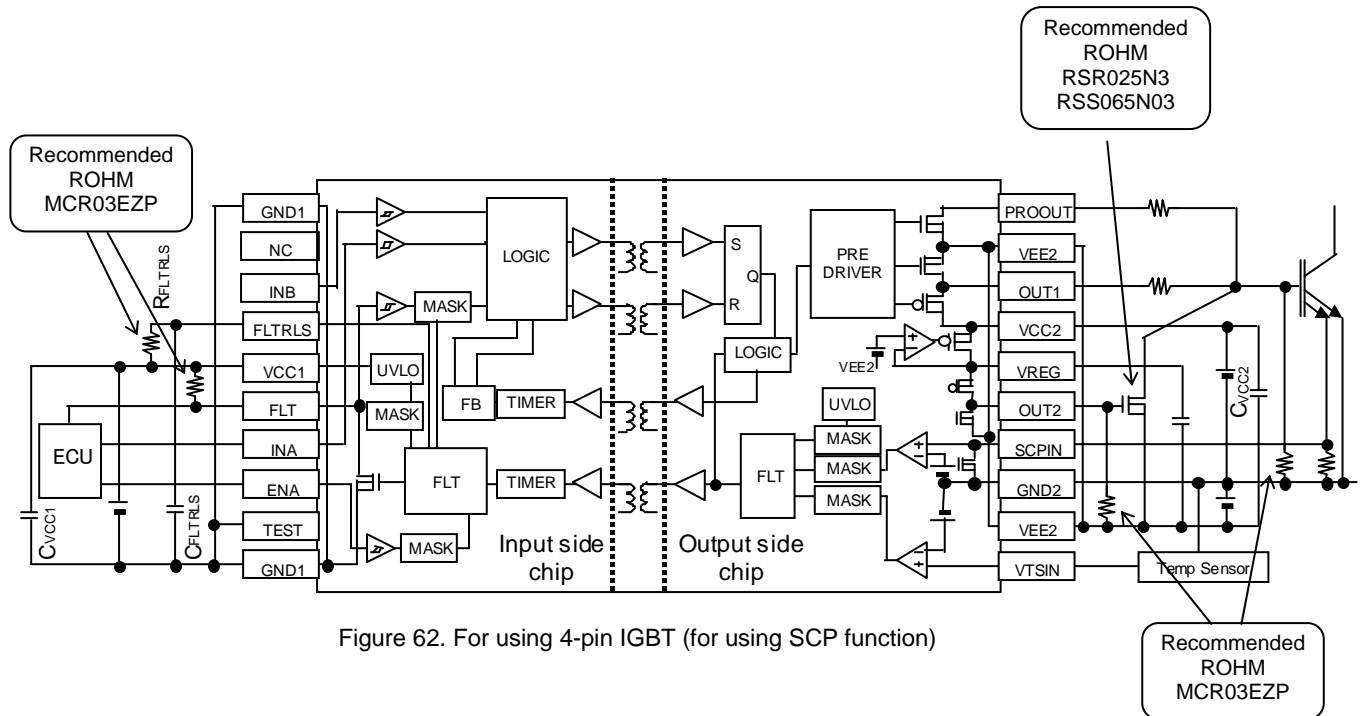 Recommended
ROHM
RSR025N3
RSS065N03
Recommended
ROHM
MCR03EZP
GND1
NC
INB
FLTRLS
VCC1
FLT
INA
ENA
TEST
GND1
RFLTRLS
CVCC1
CFLTRLS
ECU
LOGIC
MASK
UVLO
MASK
FB
TIMER
FLT
TIMER
MASK
Input side
chip
Output side
chip
S
Q
R
PRE
DRIVER
LOGIC
VEE2
UVLO
MASK
MASK
MASK
FLT
+
−
+
−
+
−
PROOUT
VEE2
OUT1
VCC2
VREG
OUT2
SCPIN
GND2
VEE2
VTSIN
CVCC2
Temp Sensor
Recommended
ROHM
MCR03EZP
Figure 62. For using 4-pin IGBT (for using SCP function)